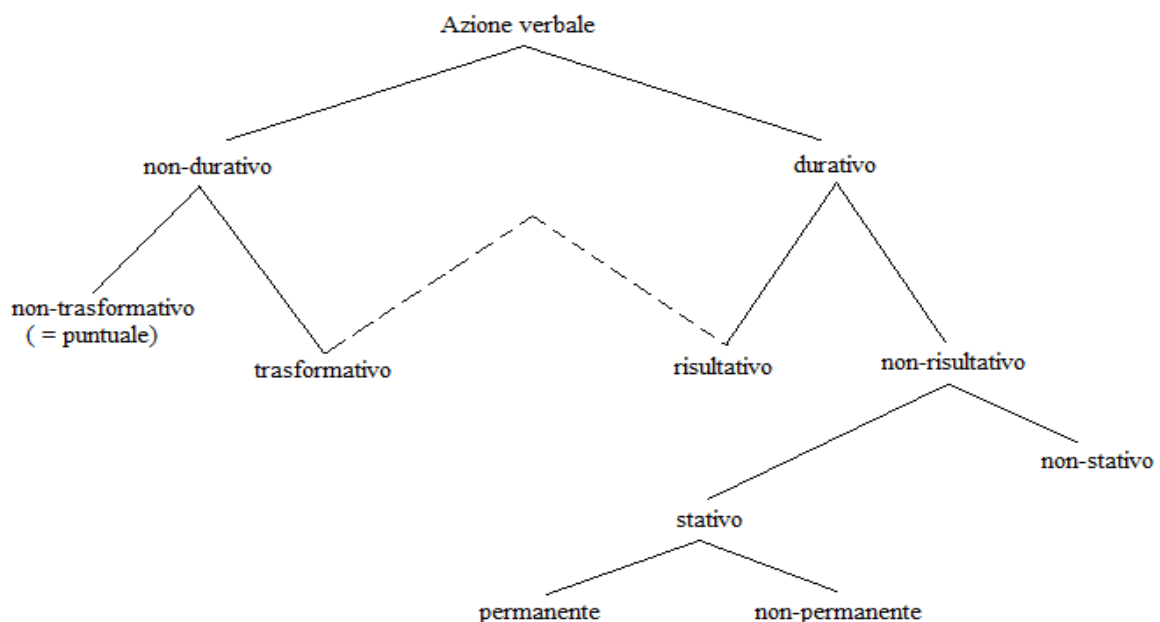 Azione verbale
non-durativo
durativo
non-trasformativo
( = puntuale)
trasformativo
risultativo
non-risultativo
non-stativo
stativo
permanente
non-permanente